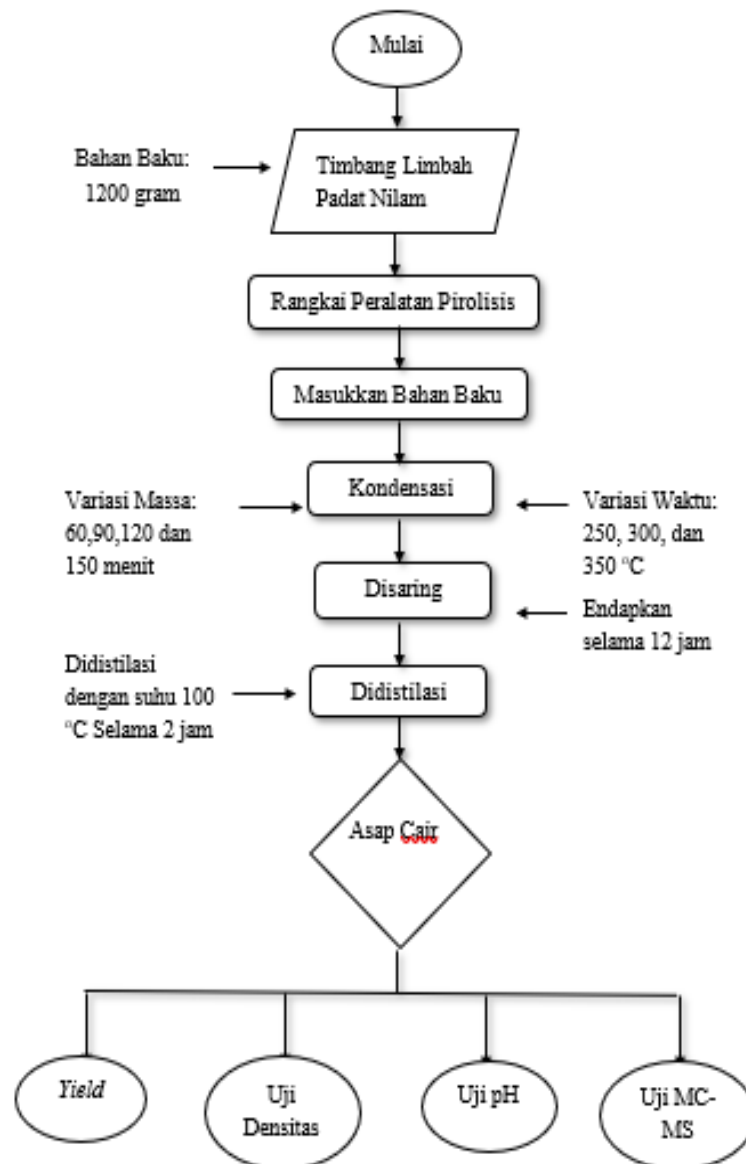 Mulai
Bahan Baku:
1200 gram
Timbang Limbah
Padat Nilam
Rangkai Peralatan Pirolisis
Masukkan Bahan Baku
Variasi Massa:
60,90,120 dan
150 menit
Kondensasi
Variasi Waktu:
250, 300, dan
350 °C
Disaring
Endapkan
selama 12 jam
Didistilasi
dengan suhu 100
°C Selama 2 jam
Didistilasi
Asap Cair
Yield
Uji
Densitas
Uji pH
Uji MC-
MS